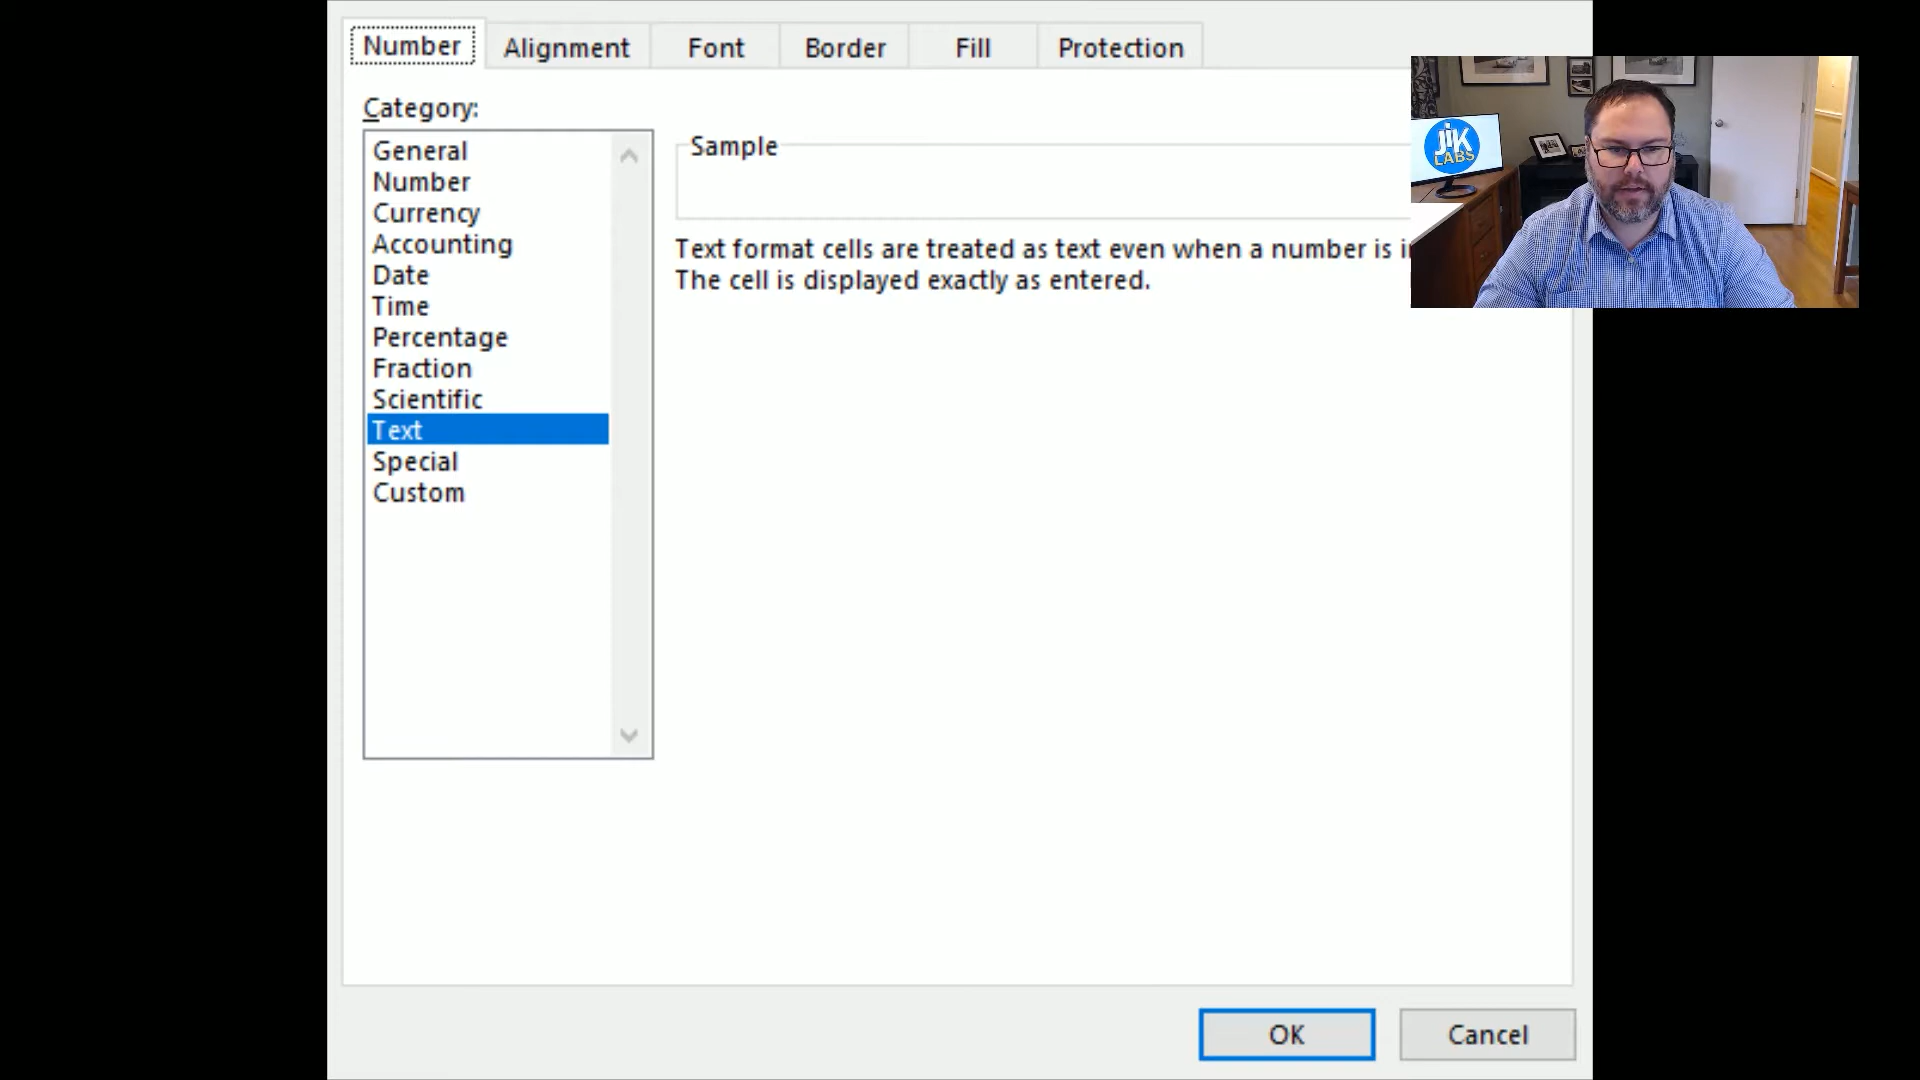 Number Alignment Font Border Fill Protection
Category:
General
Number
Currency
Accounting
Date
Time
Percentage
Fraction
Scientific
Text
Special
Custom
Sample
Text format cells are treated as text even when a number is
The cell is displayed exactly as entered.
JiK
LABS
OK Cancel